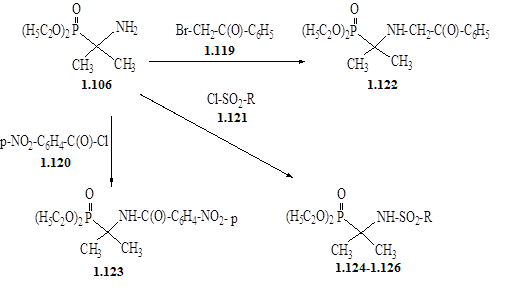 O
(H5C2O)2P NH2
CH3 CH3
1.106
Br-CH2-C(O)-C6H5
1.119
O
(H5C2O)2P NH-CH2-C(O)-C6H5
CH3 CH3
1.122
Cl-SO2-R
1.121
p-NO2-C6H4-C(O)-Cl
1.120
O
(H5C2O)2P NH-C(O)-C6H4-NO2-p
CH3 CH3
1.123
O
(H5C2O)2P NH-SO2-R
CH3 CH3
1.124-1.126